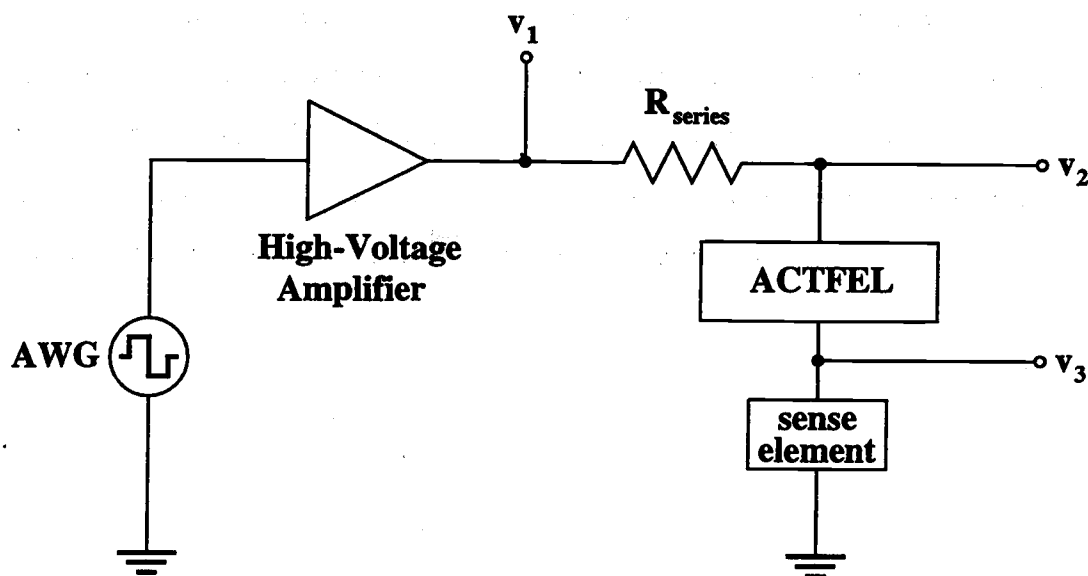 v1
Rseries
v2
High-Voltage
Amplifier
ACTFEL
AWG
v3
sense
element